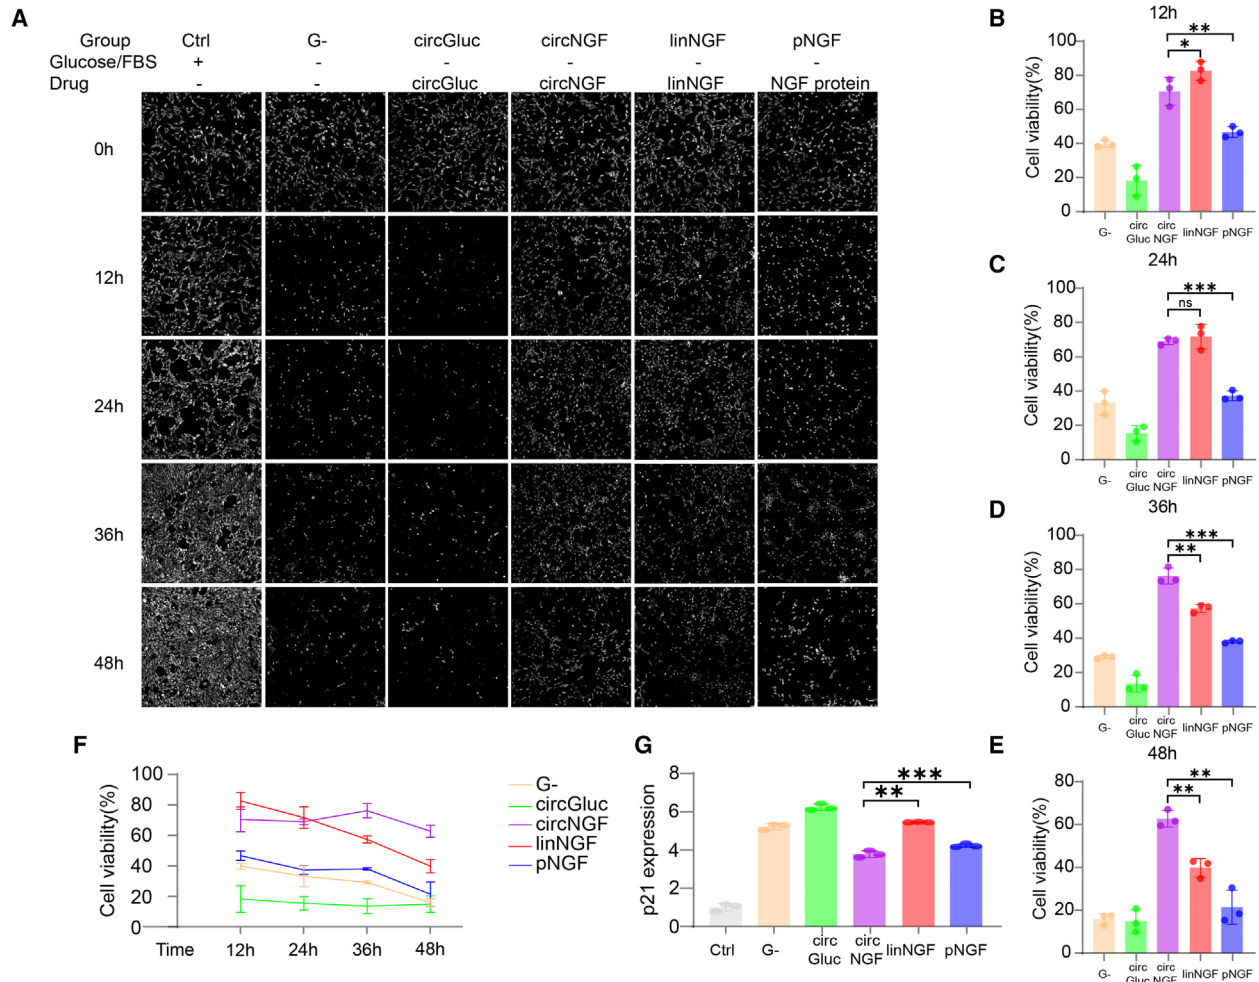 A
Group Ctrl G- circGluc circNGF linNGF pNGF
Glucose/FBS + - - - - -
Drug - - circGluc circNGF linNGF NGF protein
0h
12h
24h
36h
48h
B
12h
Cell viability(%)
100
80
60
40
20
0
** 
*
G- circ Gluc circ NGF linNGF pNGF
C
24h
Cell viability(%)
100
80
60
40
20
0
***
ns
G- circ Gluc circ NGF linNGF pNGF
D
36h
Cell viability(%)
100
80
60
40
20
0
***
**
G- circ Gluc circ NGF linNGF pNGF
E
48h
Cell viability(%)
80
60
40
20
0
**
**
G- circ Gluc circ NGF linNGF pNGF
F
Cell viability(%)
100
80
60
40
20
0
Time 12h 24h 36h 48h
G-
circGluc
circNGF
linNGF
pNGF
G
p21 expression
8
6
4
2
0
***
**
Ctrl G- circ Gluc circ NGF linNGF pNGF